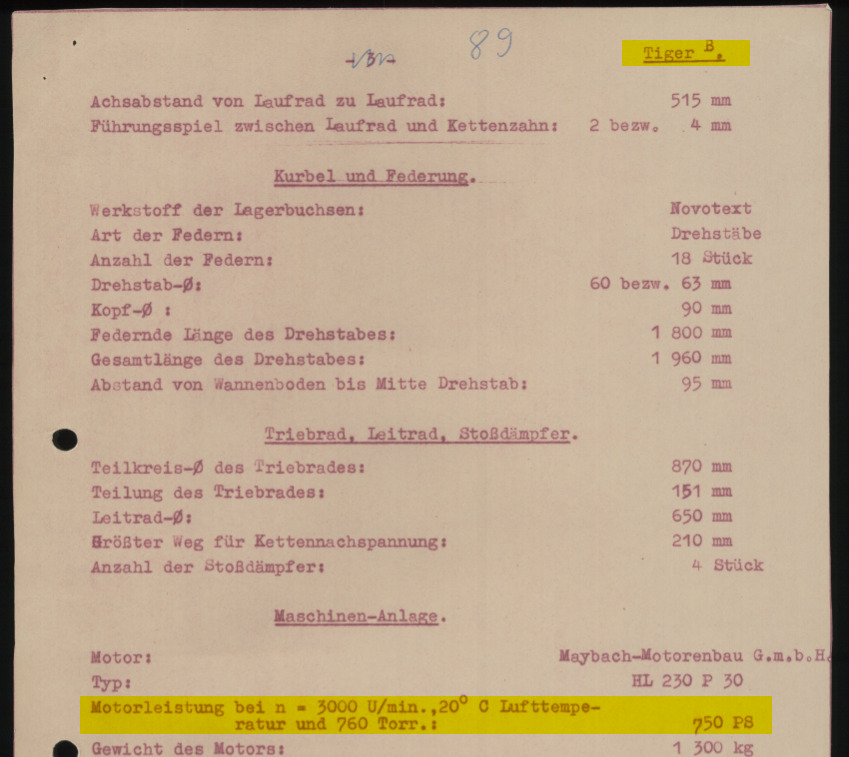 - 3 - 89 Tiger B.
Achsabstand von Laufrad zu Laufrad: 515 mm
Führungsspiel zwischen Laufrad und Kettenzahn: 2 bezw. 4 mm
Kurbel und Federung.
Werkstoff der Lagerbuchsen: Novotext
Art der Federn: Drehstäbe
Anzahl der Federn: 18 Stück
Drehstab-Ø: 60 bezw. 63 mm
Kopf-Ø : 90 mm
Federnde Länge des Drehstabes: 1 800 mm
Gesamtlänge des Drehstabes: 1 960 mm
Abstand von Wannenboden bis Mitte Drehstab: 95 mm
Triebrad, Leitrad, Stoßdämpfer.
Teilkreis-Ø des Triebrades: 870 mm
Teilung des Triebrades: 151 mm
Leitrad-Ø: 650 mm
Größter Weg für Kettennachspannung: 210 mm
Anzahl der Stoßdämpfer: 4 Stück
Maschinen-Anlage.
Motor: Maybach-Motorenbau G.m.b.H.
Typ: HL 230 P 30
Motorleistung bei n = 3000 U/min.,20° C Lufttempe-
ratur und 760 Torr.: 750 PS
Gewicht des Motors: 1 300 kg